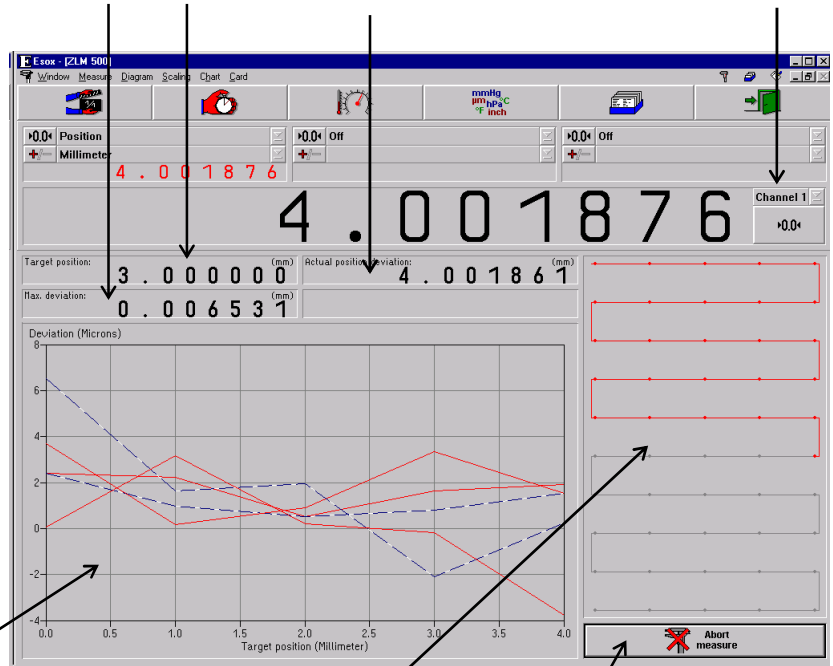 Esox - [ZLM 500]
Window Measure Diagram Scaling Chart Card
mmHg
µm hPa °C
°F inch
▸0.0◂ Position
+/− Millimeter
4.001876
▸0.0◂ Off
+/−
▸0.0◂ Off
+/−
4.001876
Channel 1
▸0.0◂
Target position: (mm)
3.000000
Actual position deviation: (mm)
4.001861
Max. deviation: (mm)
0.006531
Deviation (Microns)
8
6
4
2
0
-2
-4
0.0 0.5 1.0 1.5 2.0 2.5 3.0 3.5 4.0
Target position (Millimeter)
Abort
measure